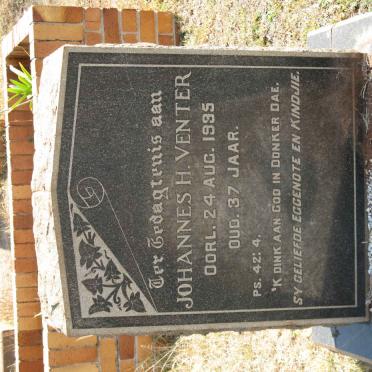 Ter Gedagtenis aan
JOHANNES H. VENTER
OORL. 24 AUG. 1935
OUD. 37 JAAR.
PS. 42: 4.
'K DINK AAN GOD IN DONKER DAE.
SY GELIEFDE EGGENOTE EN KINDJIE.